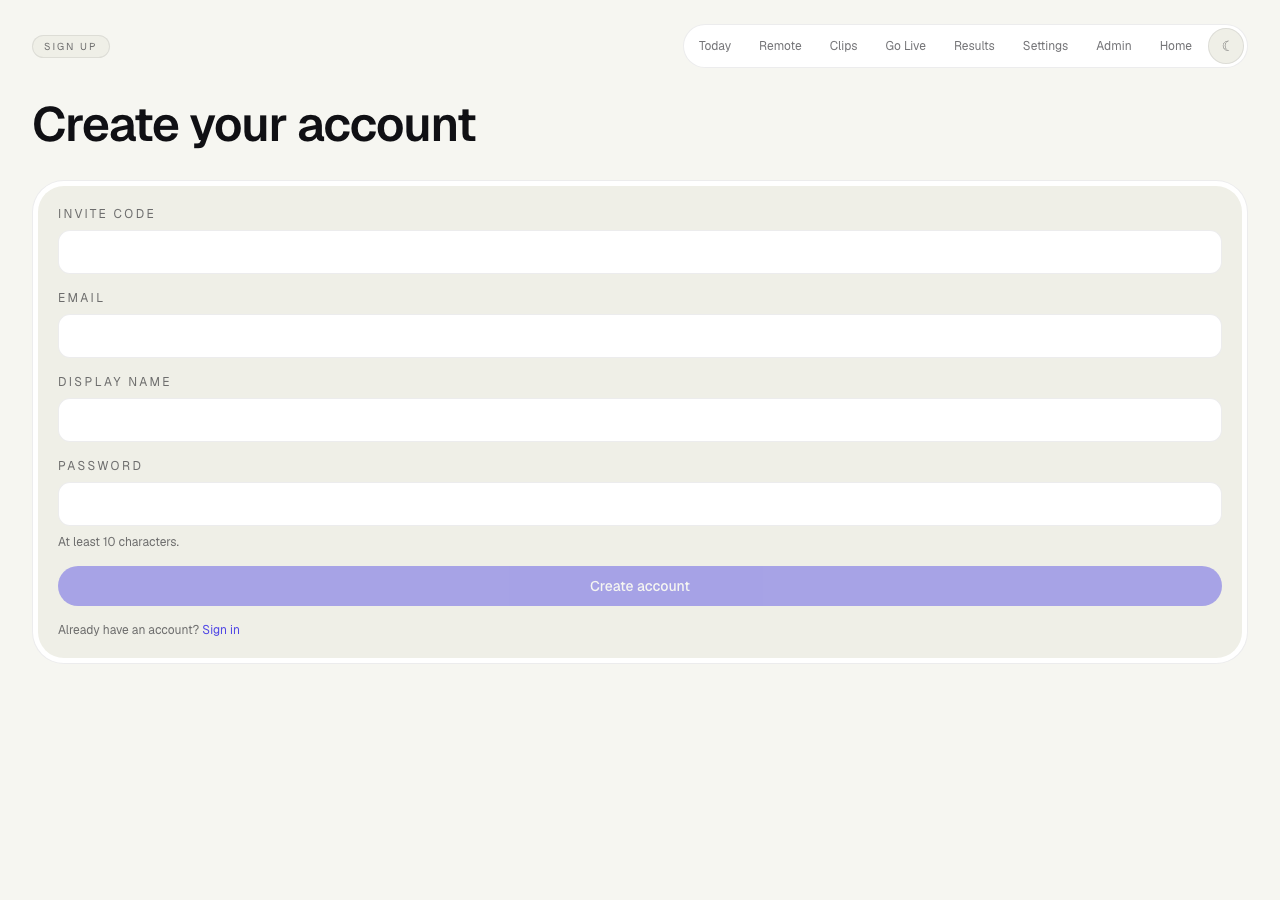 SIGN UP
Today Remote Clips Go Live Results Settings Admin Home ☾
Create your account
INVITE CODE
EMAIL
DISPLAY NAME
PASSWORD
At least 10 characters.
Create account
Already have an account? Sign in